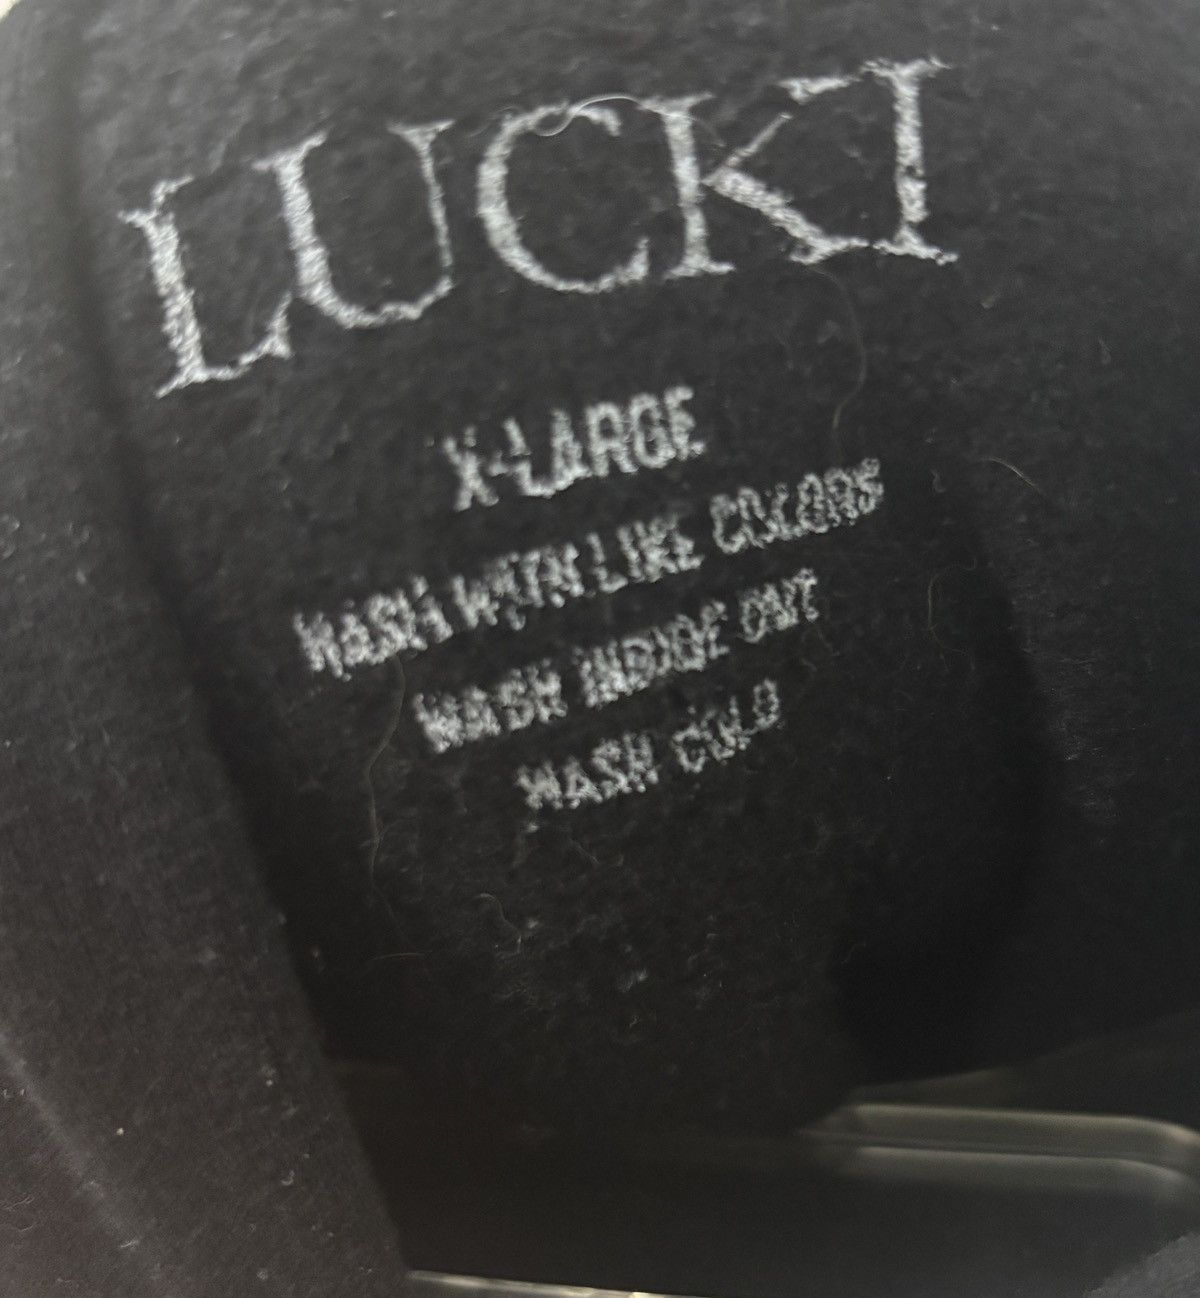 LUCKI
X-LARGE
WASH WITH LIKE COLORS
WASH INSIDE OUT
WASH COLD